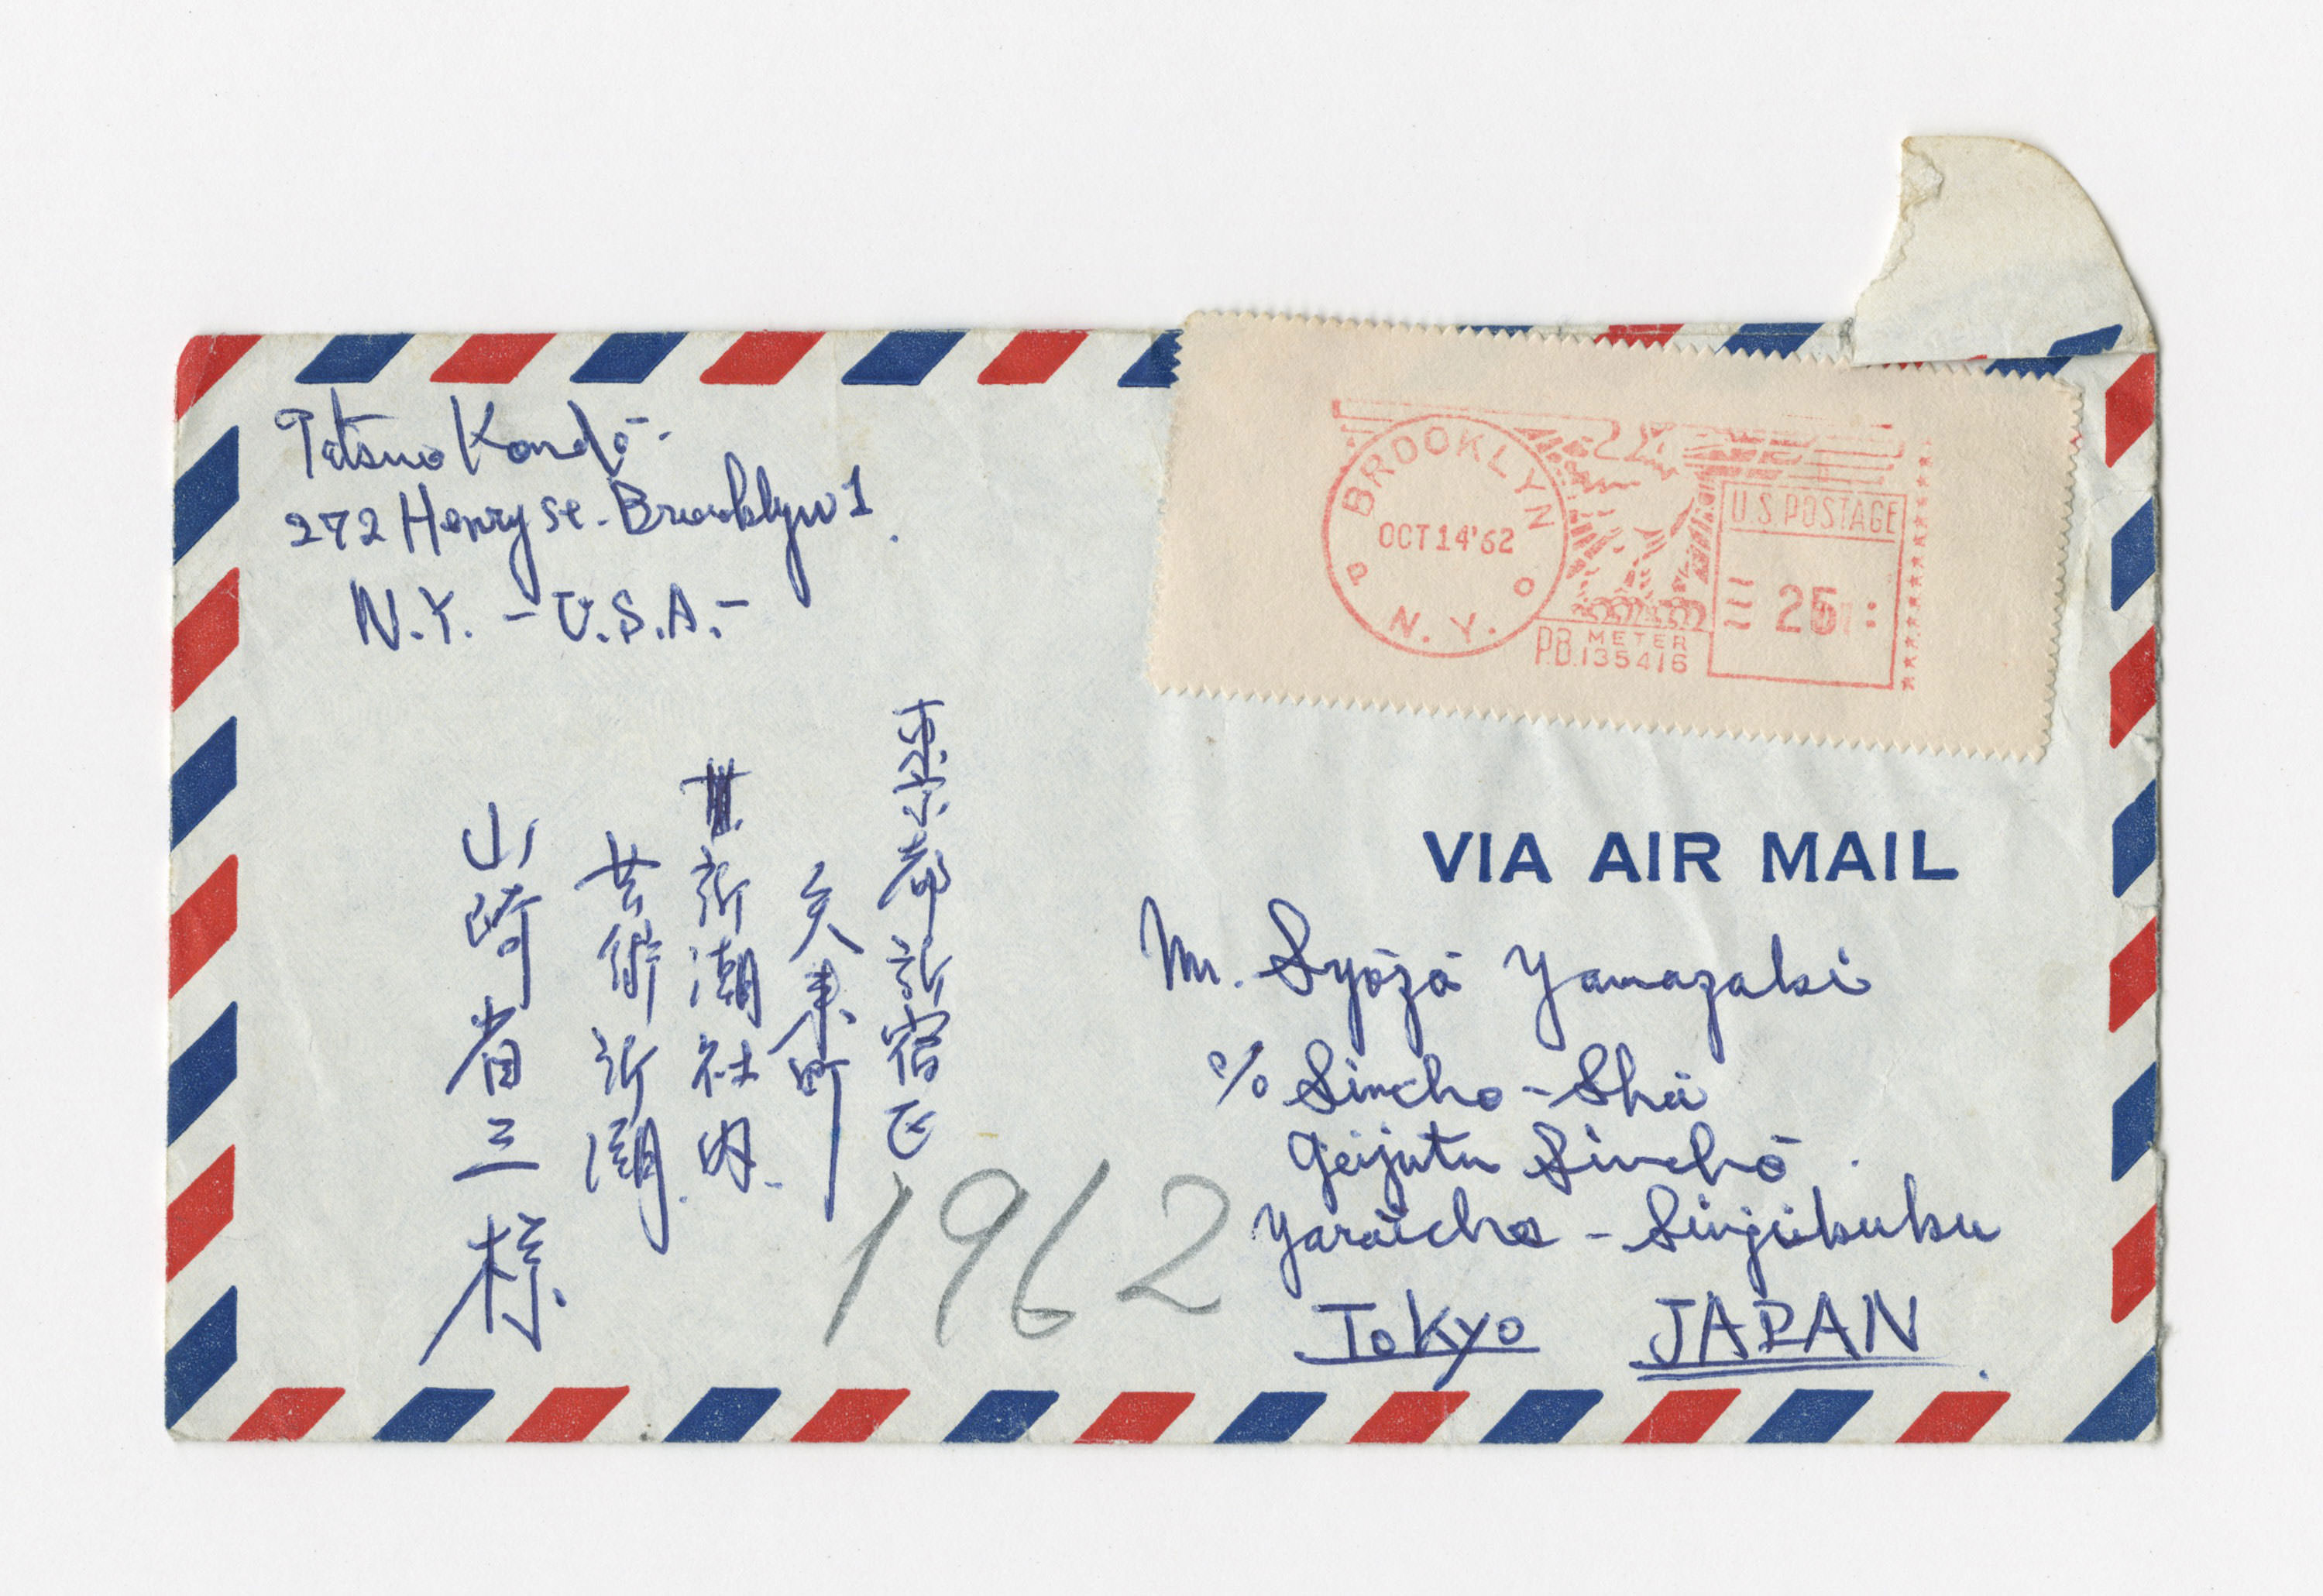 Tatsuo Kondō
272 Henry St. Brooklyn 1.
N.Y. - U.S.A. -
BROOKLYN
OCT 14 '62
P O
N.Y.
P.B. METER
135416
U.S. POSTAGE
25
VIA AIR MAIL
Mr. Syōzō Yamazaki
c/o Sincho-Sha
Geijutu Sinchō
Yaraicho - Sinjukuku
Tokyo JAPAN
東京都新宿区
矢来町
新潮社内
芸術新潮
山崎省三様
1962